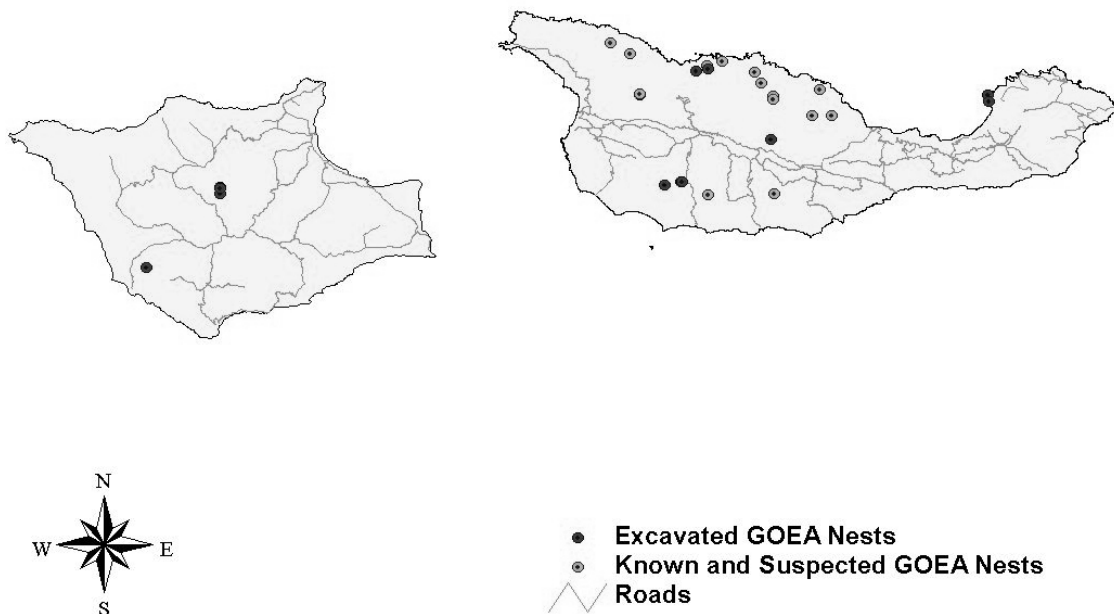 N
W E
S
Excavated GOEA Nests
Known and Suspected GOEA Nests
Roads